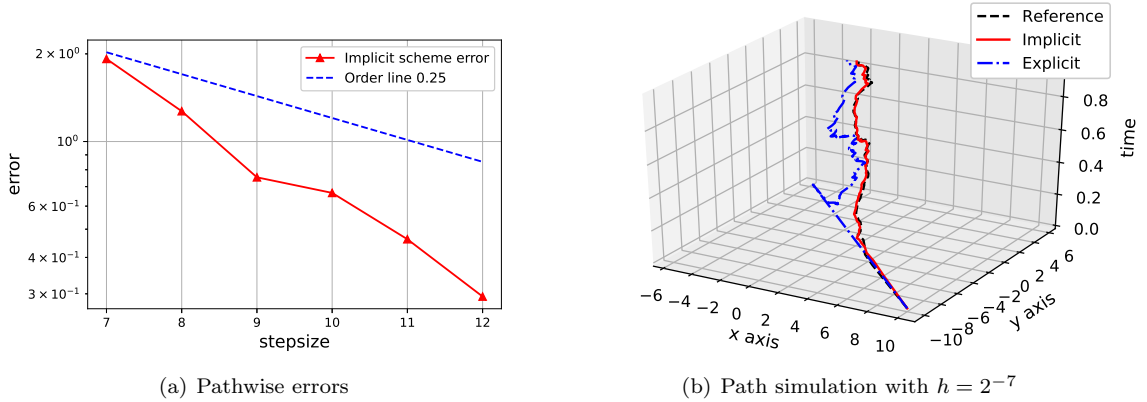 Implicit scheme error
Order line 0.25
2 × 10⁰
10⁰
6 × 10⁻¹
4 × 10⁻¹
3 × 10⁻¹
error
7 8 9 10 11 12
stepsize
(a) Pathwise errors
Reference
Implicit
Explicit
0.8
0.6
0.4
0.2
0.0
time
−6 −4 −2 0 2 4 6 8 10
x axis
−10 −8 −6 −4 −2 0 2 4 6
y axis
(b) Path simulation with h = 2⁻⁷